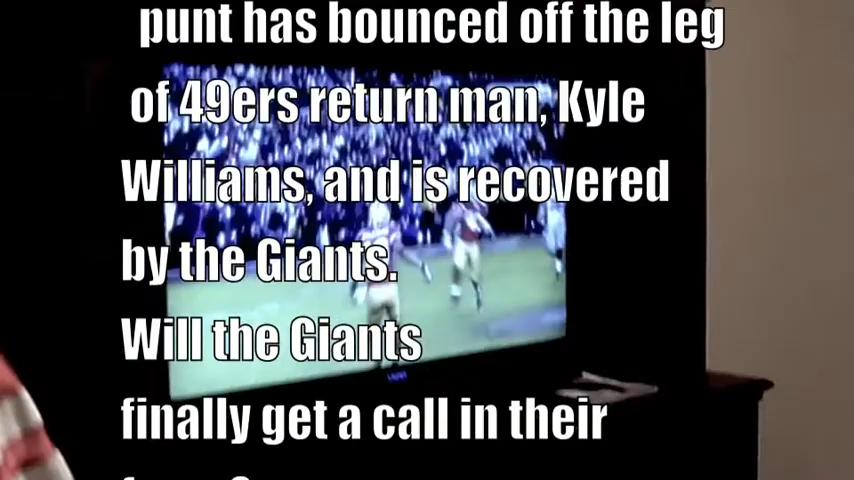 punt has bounced off the leg
of 49ers return man, Kyle
Williams, and is recovered
by the Giants.
Will the Giants
finally get a call in their